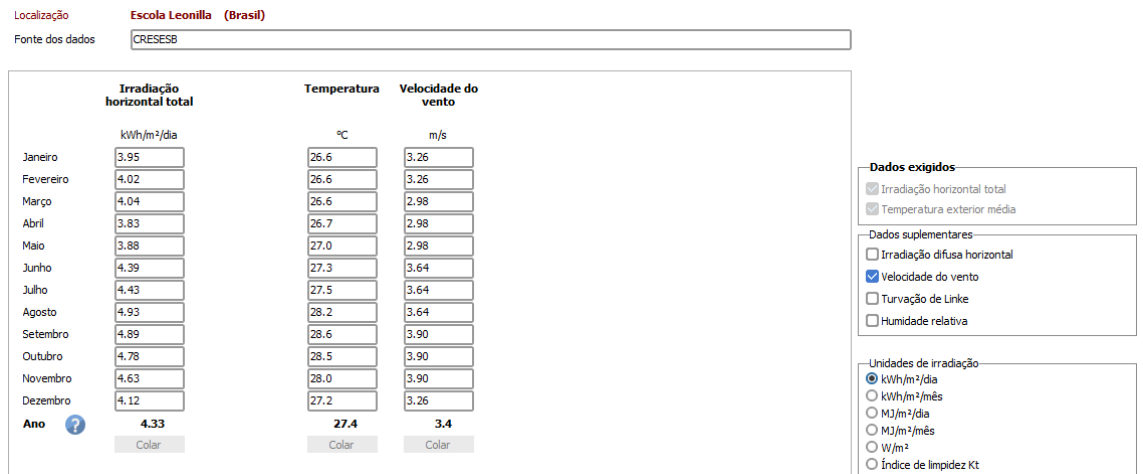 Localização Escola Leonilla (Brasil)
Fonte dos dados CRESESB
Irradiação Temperatura Velocidade do
horizontal total vento
kWh/m²/dia ºC m/s
Janeiro 3.95 26.6 3.26
Fevereiro 4.02 26.6 3.26
Março 4.04 26.6 2.98
Abril 3.83 26.7 2.98
Maio 3.88 27.0 2.98
Junho 4.39 27.3 3.64
Julho 4.43 27.5 3.64
Agosto 4.93 28.2 3.64
Setembro 4.89 28.6 3.90
Outubro 4.78 28.5 3.90
Novembro 4.63 28.0 3.90
Dezembro 4.12 27.2 3.26
Ano ? 4.33 27.4 3.4
Colar Colar Colar
Dados exigidos
Irradiação horizontal total
Temperatura exterior média
Dados suplementares
Irradiação difusa horizontal
Velocidade do vento
Turvação de Linke
Humidade relativa
Unidades de irradiação
kWh/m²/dia
kWh/m²/mês
MJ/m²/dia
MJ/m²/mês
W/m²
Índice de limpidez Kt